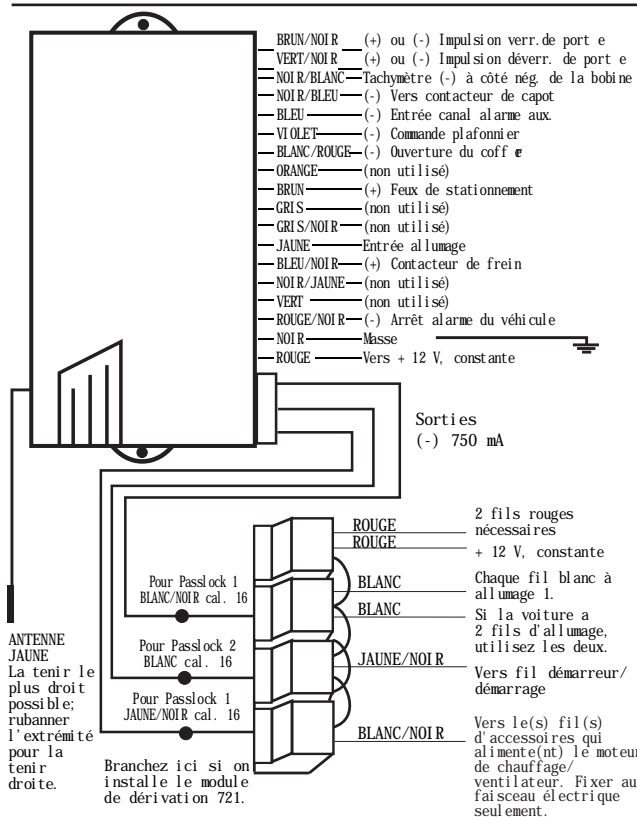 BRUN/NOIR (+) ou (-) Impulsion verr. de port e
VERT/NOIR (+) ou (-) Impulsion déverr. de port e
NOIR/BLANC Tachymètre (-) à côté nég. de la bobine
NOIR/BLEU (-) Vers contacteur de capot
BLEU (-) Entrée canal alarme aux.
VIOLET (-) Commande plafonnier
BLANC/ROUGE (-) Ouverture du coff re
ORANGE (non utilisé)
BRUN (+) Feux de stationnement
GRIS (non utilisé)
GRIS/NOIR (non utilisé)
JAUNE Entrée allumage
BLEU/NOIR (+) Contacteur de frein
NOIR/JAUNE (non utilisé)
VERT (non utilisé)
ROUGE/NOIR (-) Arrêt alarme du véhicule
NOIR Masse
ROUGE Vers + 12 V, constante
Sorties
(-) 750 mA
ROUGE
ROUGE
2 fils rouges
nécessaires
+ 12 V, constante
BLANC
Chaque fil blanc à
allumage 1.
BLANC
Si la voiture a
2 fils d'allumage,
utilisez les deux.
JAUNE/NOIR
Vers fil démarreur/
démarrage
BLANC/NOIR
Vers le(s) fil(s)
d'accessoires qui
alimente(nt) le moteur
de chauffage/
ventilateur. Fixer au
faisceau électrique
seulement.
Pour Passlock 1
BLANC/NOIR cal. 16
Pour Passlock 2
BLANC cal. 16
Pour Passlock 1
JAUNE/NOIR cal. 16
Branchez ici si on
installe le module
de dérivation 721.
ANTENNE
JAUNE
La tenir le
plus droit
possible;
rubanner
l'extrémité
pour la
tenir
droite.